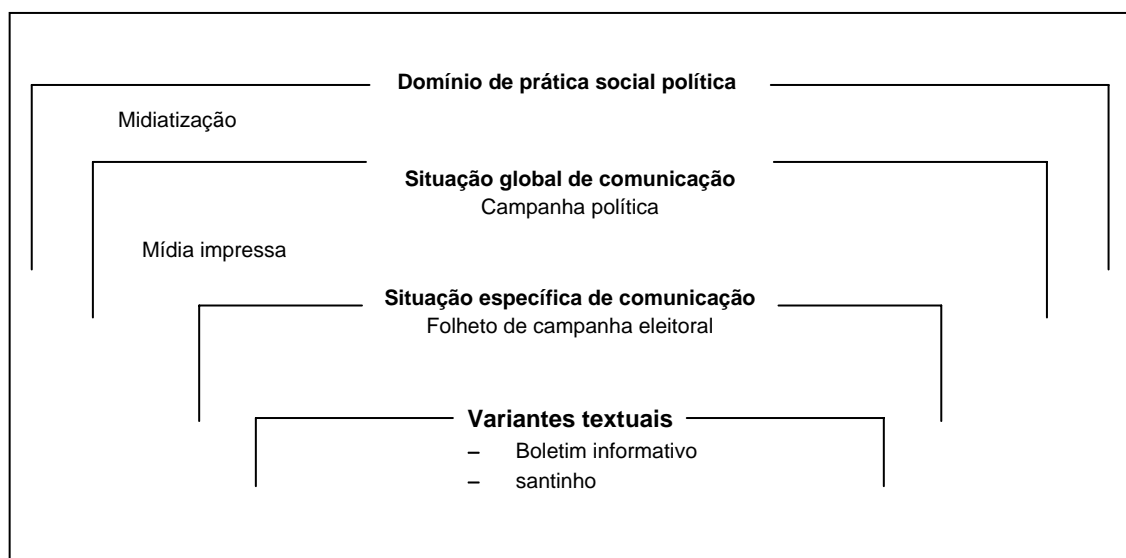 Domínio de prática social política
Midiatização
Situação global de comunicação
Campanha política
Mídia impressa
Situação específica de comunicação
Folheto de campanha eleitoral
Variantes textuais
– Boletim informativo
– santinho